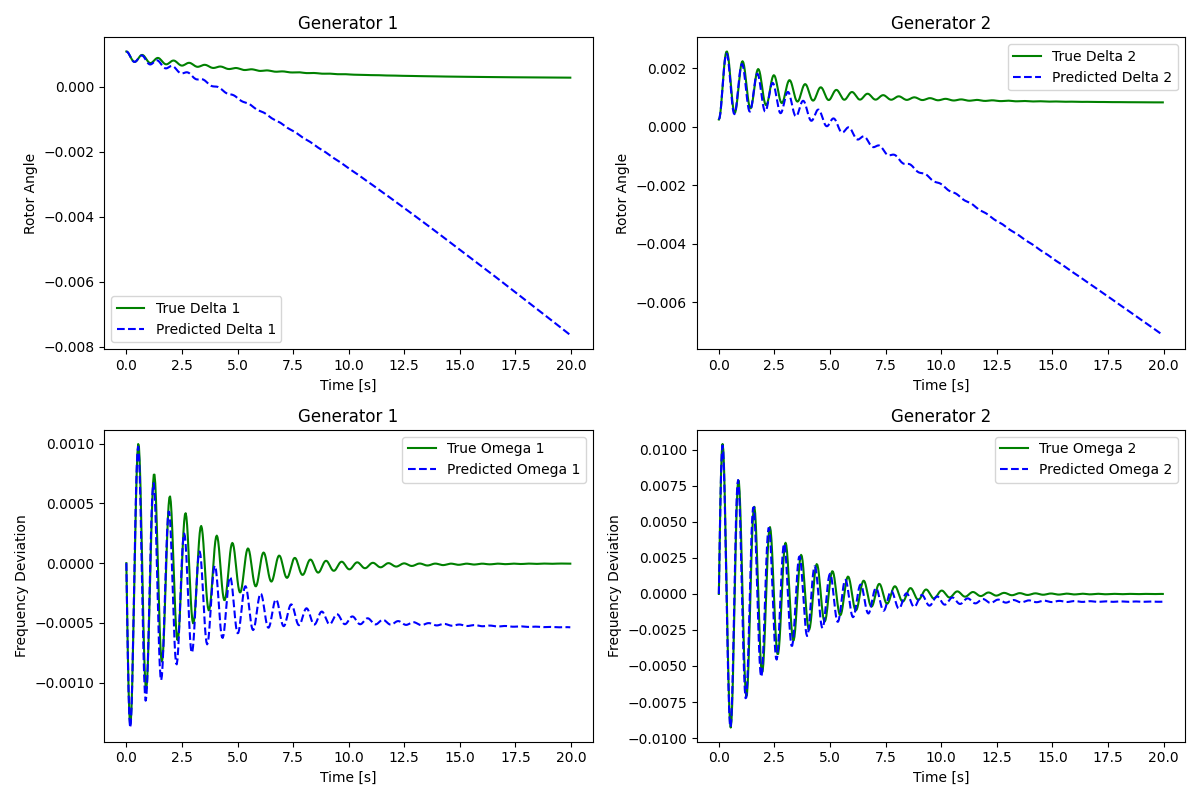 Generator 1
0.000
−0.002
−0.004
−0.006
−0.008
Rotor Angle
True Delta 1
Predicted Delta 1
0.0 2.5 5.0 7.5 10.0 12.5 15.0 17.5 20.0
Time [s]
Generator 2
0.002
0.000
−0.002
−0.004
−0.006
Rotor Angle
True Delta 2
Predicted Delta 2
0.0 2.5 5.0 7.5 10.0 12.5 15.0 17.5 20.0
Time [s]
Generator 1
0.0010
0.0005
0.0000
−0.0005
−0.0010
Frequency Deviation
True Omega 1
Predicted Omega 1
0.0 2.5 5.0 7.5 10.0 12.5 15.0 17.5 20.0
Time [s]
Generator 2
0.0100
0.0075
0.0050
0.0025
0.0000
−0.0025
−0.0050
−0.0075
−0.0100
Frequency Deviation
True Omega 2
Predicted Omega 2
0.0 2.5 5.0 7.5 10.0 12.5 15.0 17.5 20.0
Time [s]